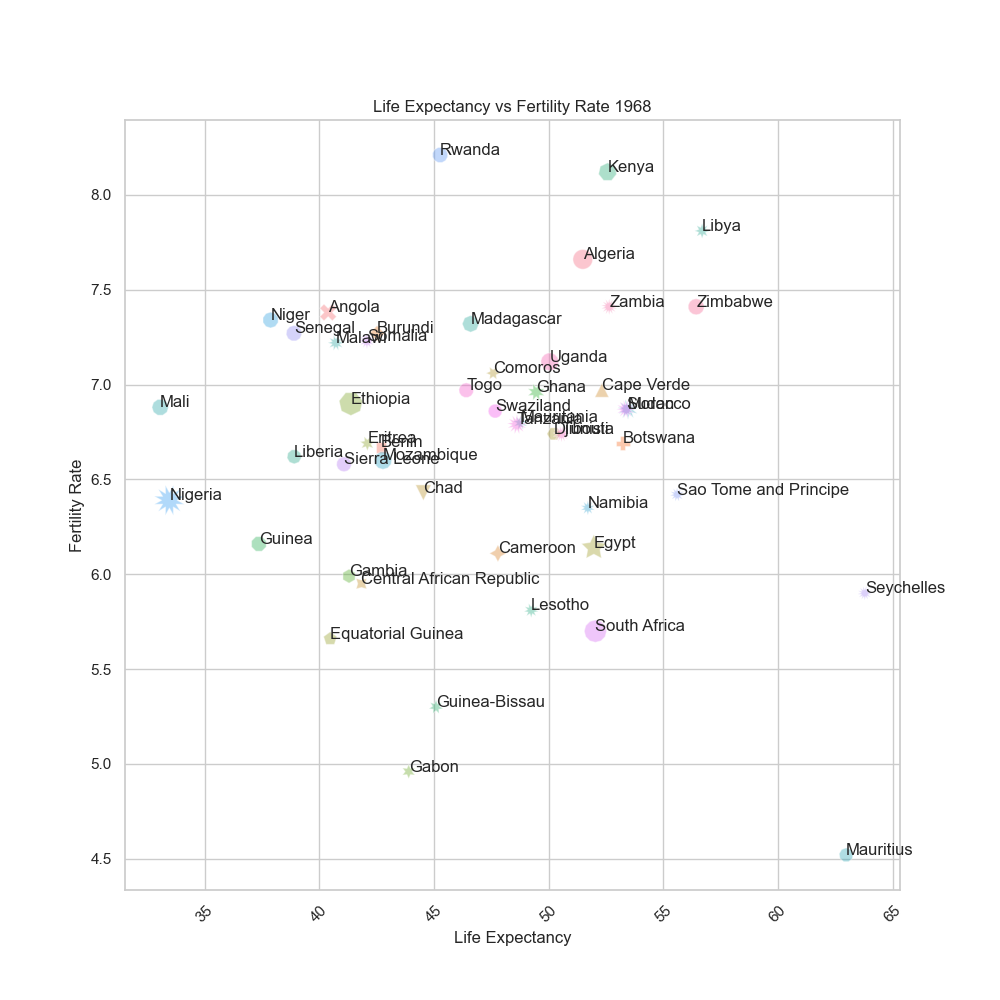 Life Expectancy vs Fertility Rate 1968
Rwanda
Kenya
8.0
Libya
Algeria
7.5
Zambia
Zimbabwe
Angola
Niger
Madagascar
Senegal
Burundi
Malawi
Somalia
Uganda
Comoros
7.0
Togo
Ghana
Cape Verde
Ethiopia
Mali
Swaziland
Morocco
Mauritania
Tanzania
Djibouti
Eritrea
Benin
Botswana
Liberia
Sierra Leone
Mozambique
6.5
Nigeria
Chad
Sao Tome and Principe
Namibia
Fertility Rate
Guinea
Cameroon
Egypt
6.0
Gambia
Central African Republic
Seychelles
Lesotho
Equatorial Guinea
South Africa
5.5
Guinea-Bissau
5.0
Gabon
4.5
Mauritius
35
40
45
50
55
60
65
Life Expectancy